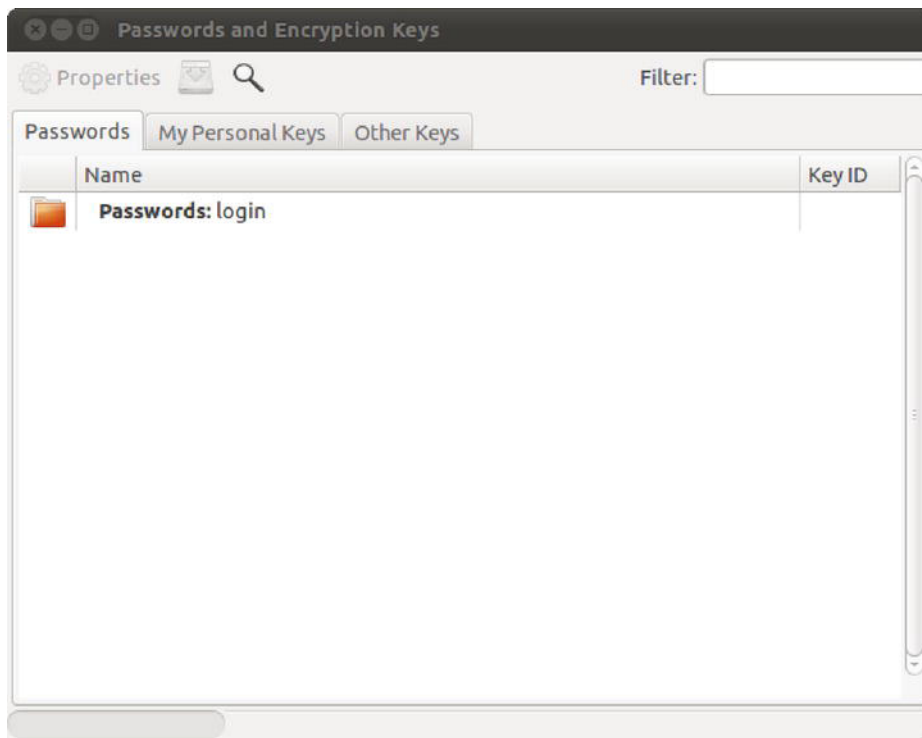 Passwords and Encryption Keys
Properties Filter:
Passwords My Personal Keys Other Keys
Name Key ID
Passwords: login